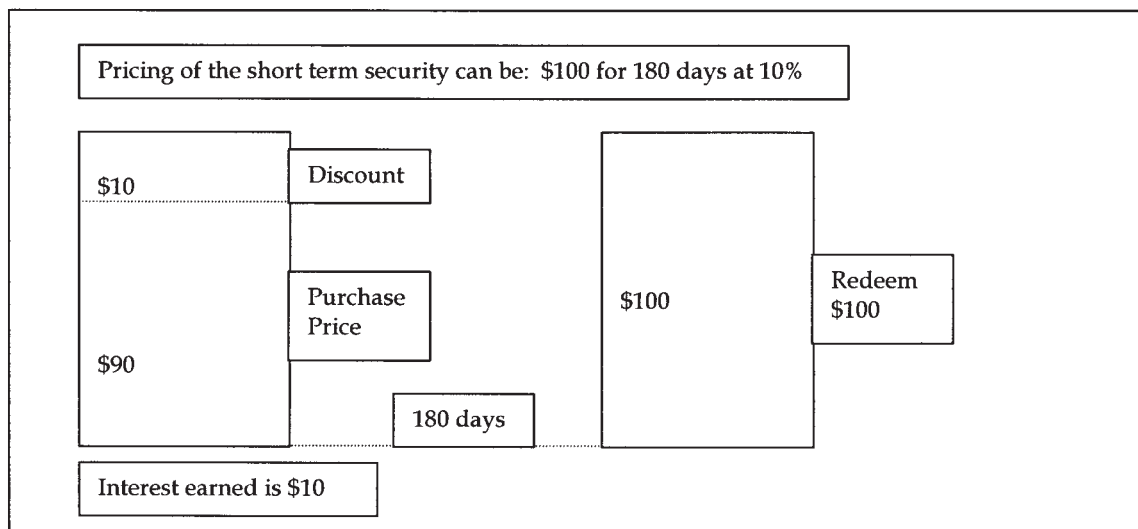 Pricing of the short term security can be: $100 for 180 days at 10%
$10
Discount
Purchase
Price
$90
180 days
$100
Redeem
$100
Interest earned is $10